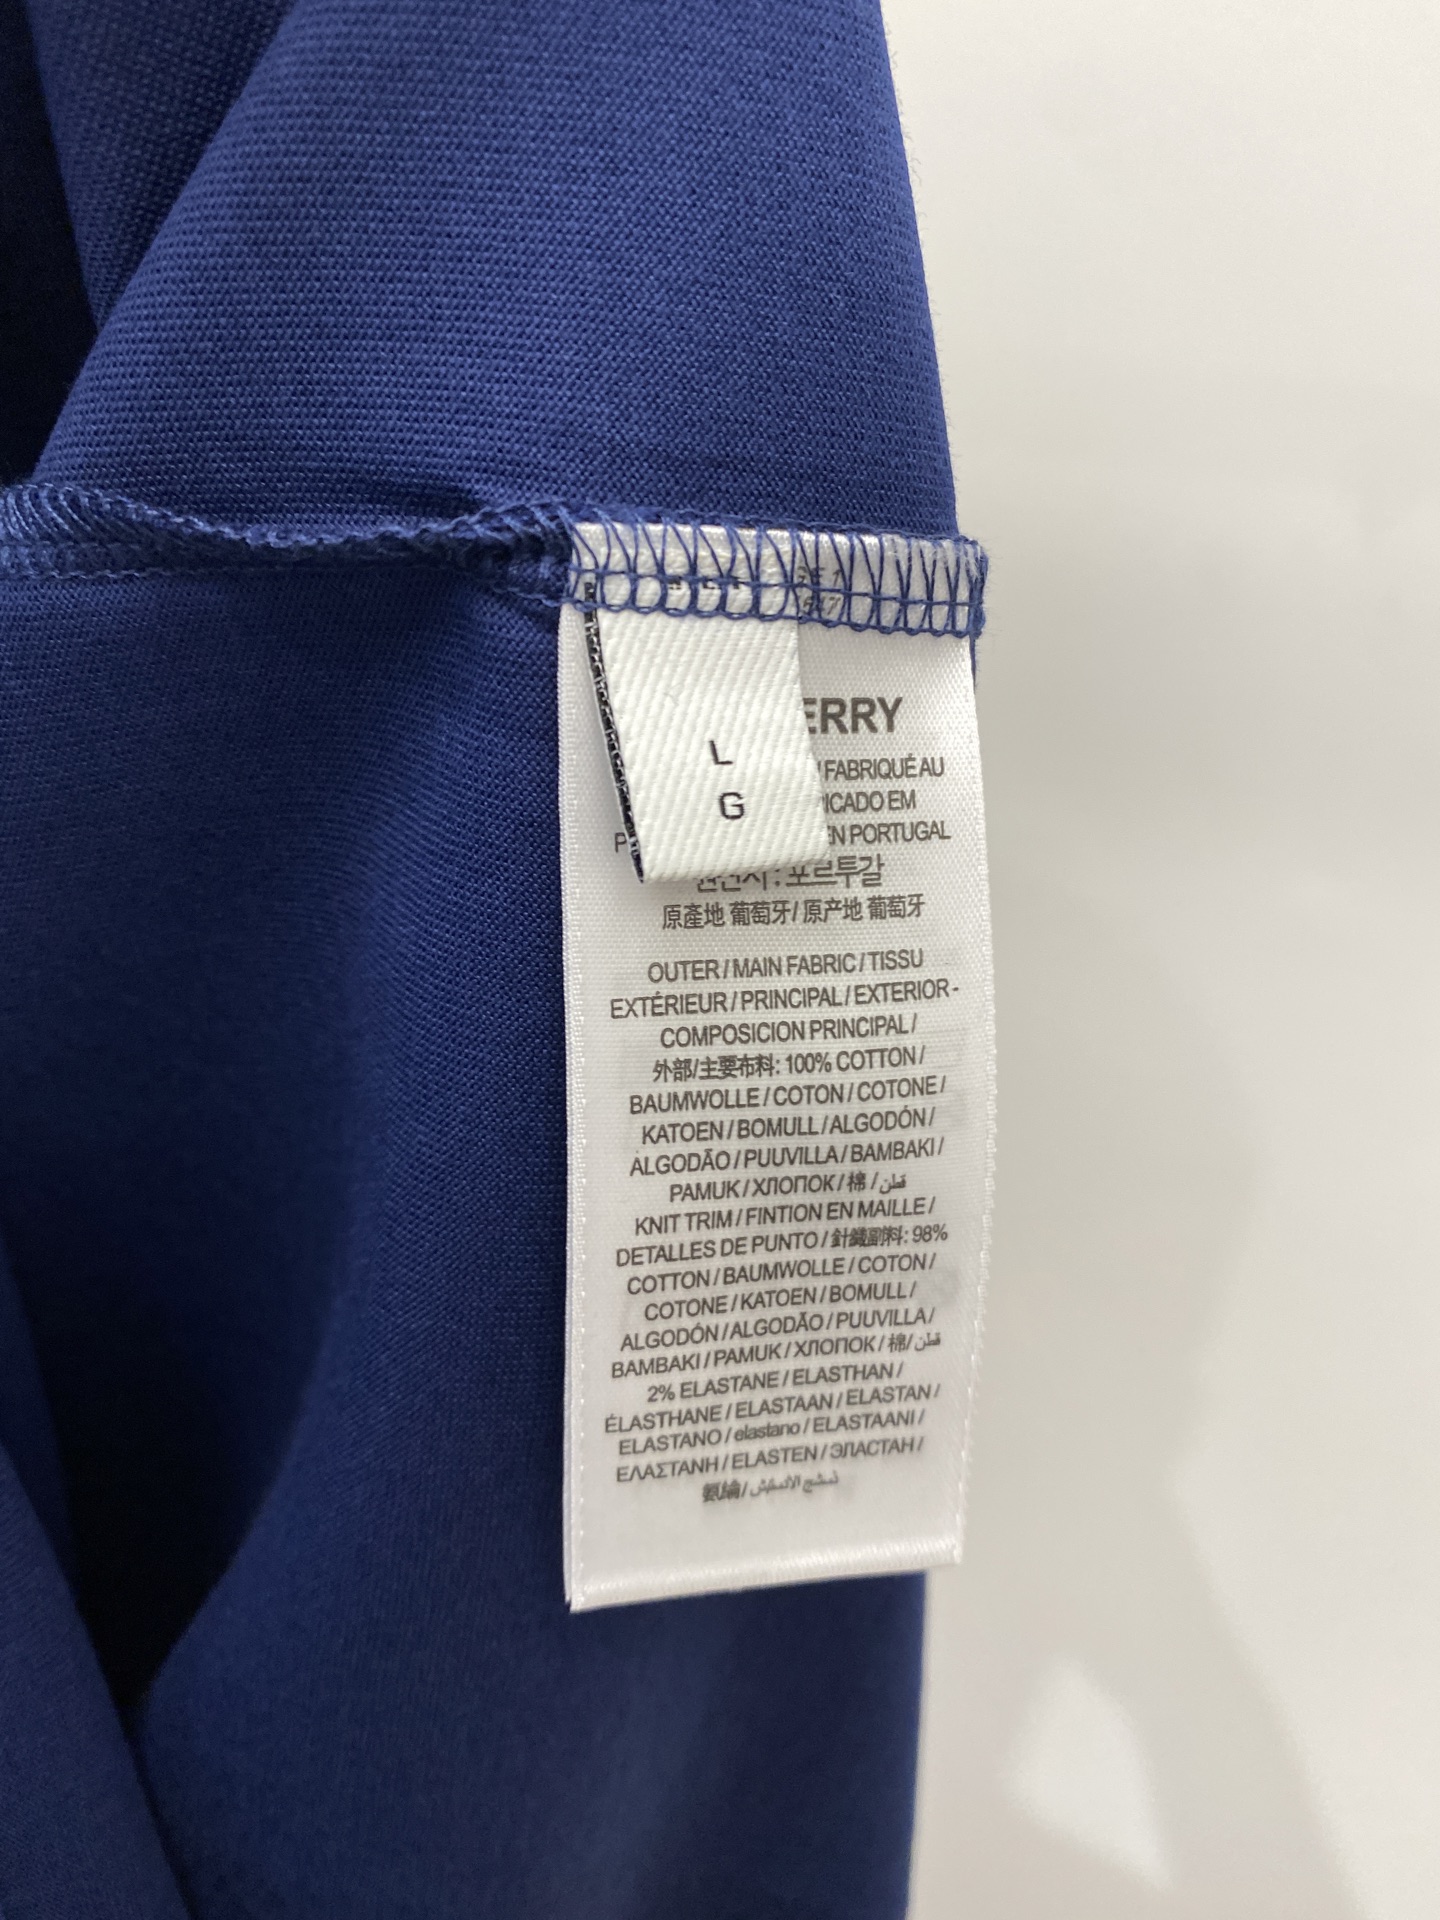 L
G
ERRY
/ FABRIQUÉ AU
ICADO EM
EN PORTUGAL
원산지 : 포르투갈
原產地 葡萄牙 / 原产地 葡萄牙
OUTER / MAIN FABRIC / TISSU
EXTÉRIEUR / PRINCIPAL / EXTERIOR -
COMPOSICION PRINCIPAL /
外部/主要布料: 100% COTTON /
BAUMWOLLE / COTON / COTONE /
KATOEN / BOMULL / ALGODÓN /
ALGODÃO / PUUVILLA / BAMBAKI /
PAMUK / ХЛОПОК / 棉 / قطن
KNIT TRIM / FINTION EN MAILLE /
DETALLES DE PUNTO / 針織副料: 98%
COTTON / BAUMWOLLE / COTON /
COTONE / KATOEN / BOMULL /
ALGODÓN / ALGODÃO / PUUVILLA /
BAMBAKI / PAMUK / ХЛОПОК / 棉/ قطن
2% ELASTANE / ELASTHAN /
ÉLASTHANE / ELASTAAN / ELASTAN /
ELASTANO / elastano / ELASTAANI /
ΕΛΑΣΤΑΝΗ / ELASTEN / ЭЛАСТАН /
氨綸/